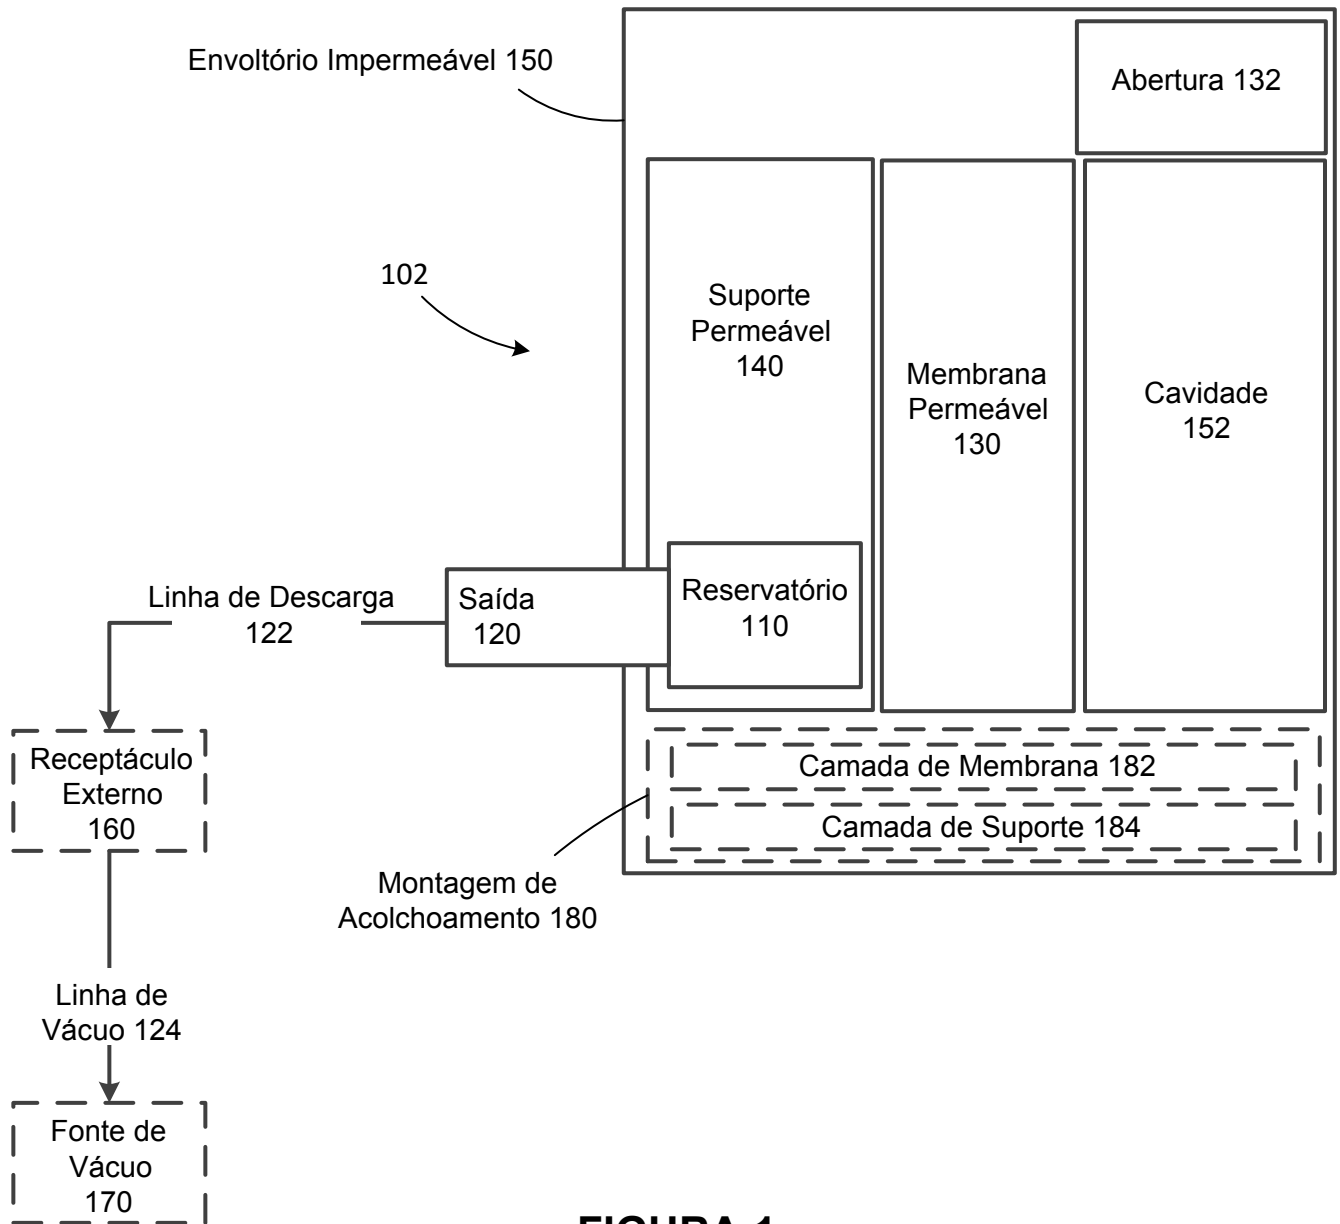 Envoltório Impermeável 150
Abertura 132
102
Suporte
Permeável
140
Membrana
Permeável
130
Cavidade
152
Reservatório
110
Saída
120
Linha de Descarga
122
Receptáculo
Externo
160
Camada de Membrana 182
Camada de Suporte 184
Montagem de
Acolchoamento 180
Linha de
Vácuo 124
Fonte de
Vácuo
170
FIGURA 1